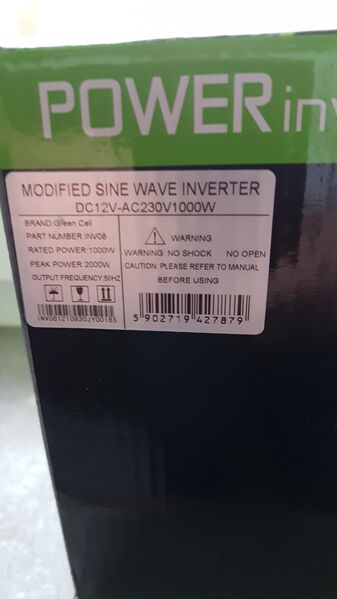 POWER inv
MODIFIED SINE WAVE INVERTER
DC12V-AC230V1000W
BRAND:Green Cell
PART NUMBER:INV08
RATED POWER:1000W
PEAK POWER:2000W
OUTPUT FREQUENCY:50HZ
WARNING
WARNING: NO SHOCK NO OPEN
CAUTION: PLEASE REFER TO MANUAL
BEFORE USING
INV081210930JY00185
5 902719 427879